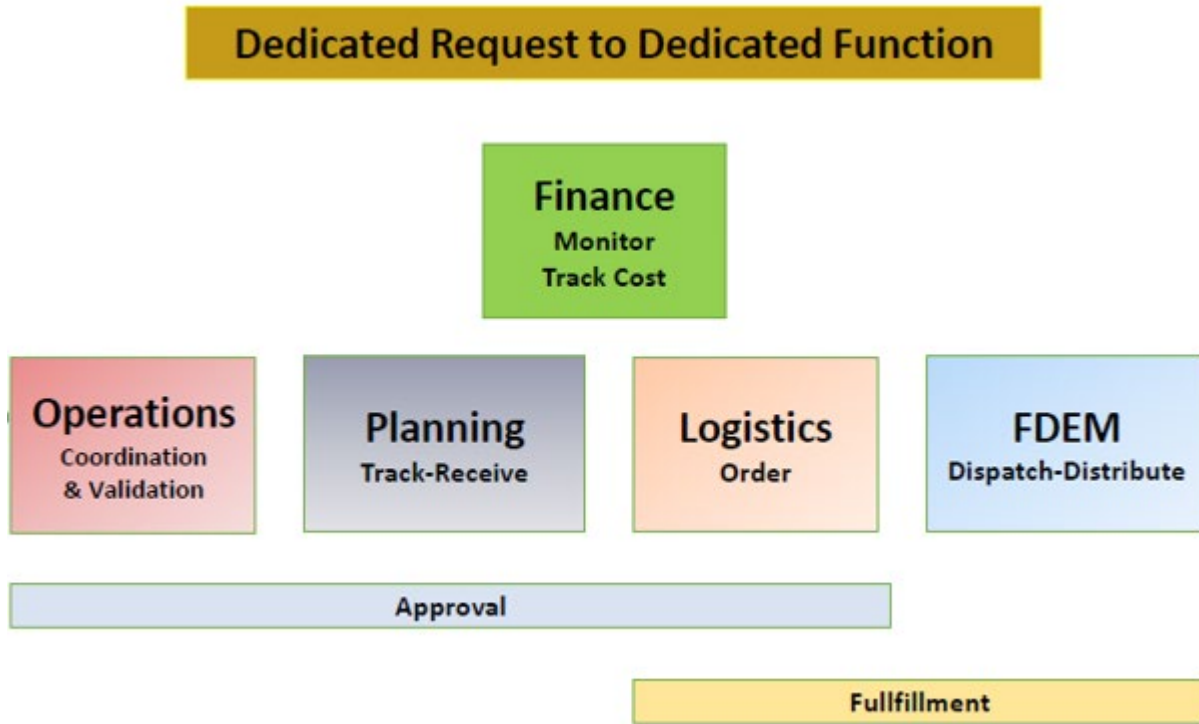 Dedicated Request to Dedicated Function
Finance
Monitor
Track Cost
Operations
Coordination
& Validation
Planning
Track-Receive
Logistics
Order
FDEM
Dispatch-Distribute
Approval
Fullfillment